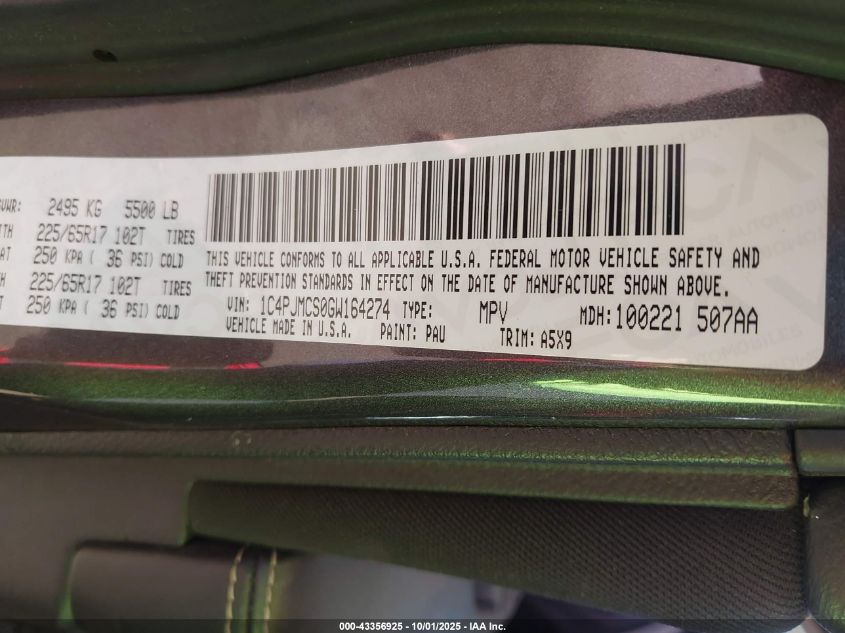 GVWR: 2495 KG 5500 LB
225/65R17 102T TIRES
250 KPA ( 36 PSI) COLD
225/65R17 102T TIRES
250 KPA ( 36 PSI) COLD
THIS VEHICLE CONFORMS TO ALL APPLICABLE U.S.A. FEDERAL MOTOR VEHICLE SAFETY AND
THEFT PREVENTION STANDARDS IN EFFECT ON THE DATE OF MANUFACTURE SHOWN ABOVE.
VIN: 1C4PJMCS0GW164274 TYPE: MPV MDH:100221 507AA
VEHICLE MADE IN U.S.A. PAINT: PAU TRIM: A5X9
000-43356925 - 10/01/2025 - IAA Inc.